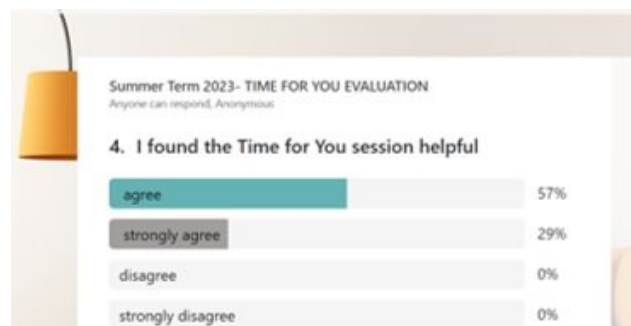 Summer Term 2023- TIME FOR YOU EVALUATION
Anyone can respond, Anonymous
4. I found the Time for You session helpful
agree 57%
strongly agree 29%
disagree 0%
strongly disagree 0%